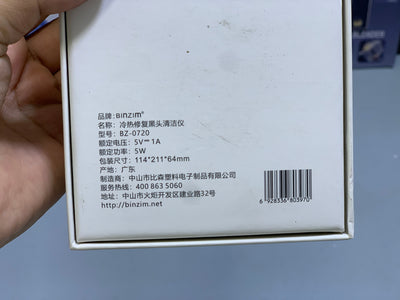 品牌：BINZIM®
名称：冷热修复黑头清洁仪
型号：BZ-0720
额定电压：5V⎓1A
额定功率：5W
包装尺寸：114*211*64mm
产地：广东
制造商：中山市比森塑料电子制品有限公司
服务热线：400 863 5060
地址：中山市火炬开发区建业路32号
http://binzim.net
6 928336 803970
BLENDER